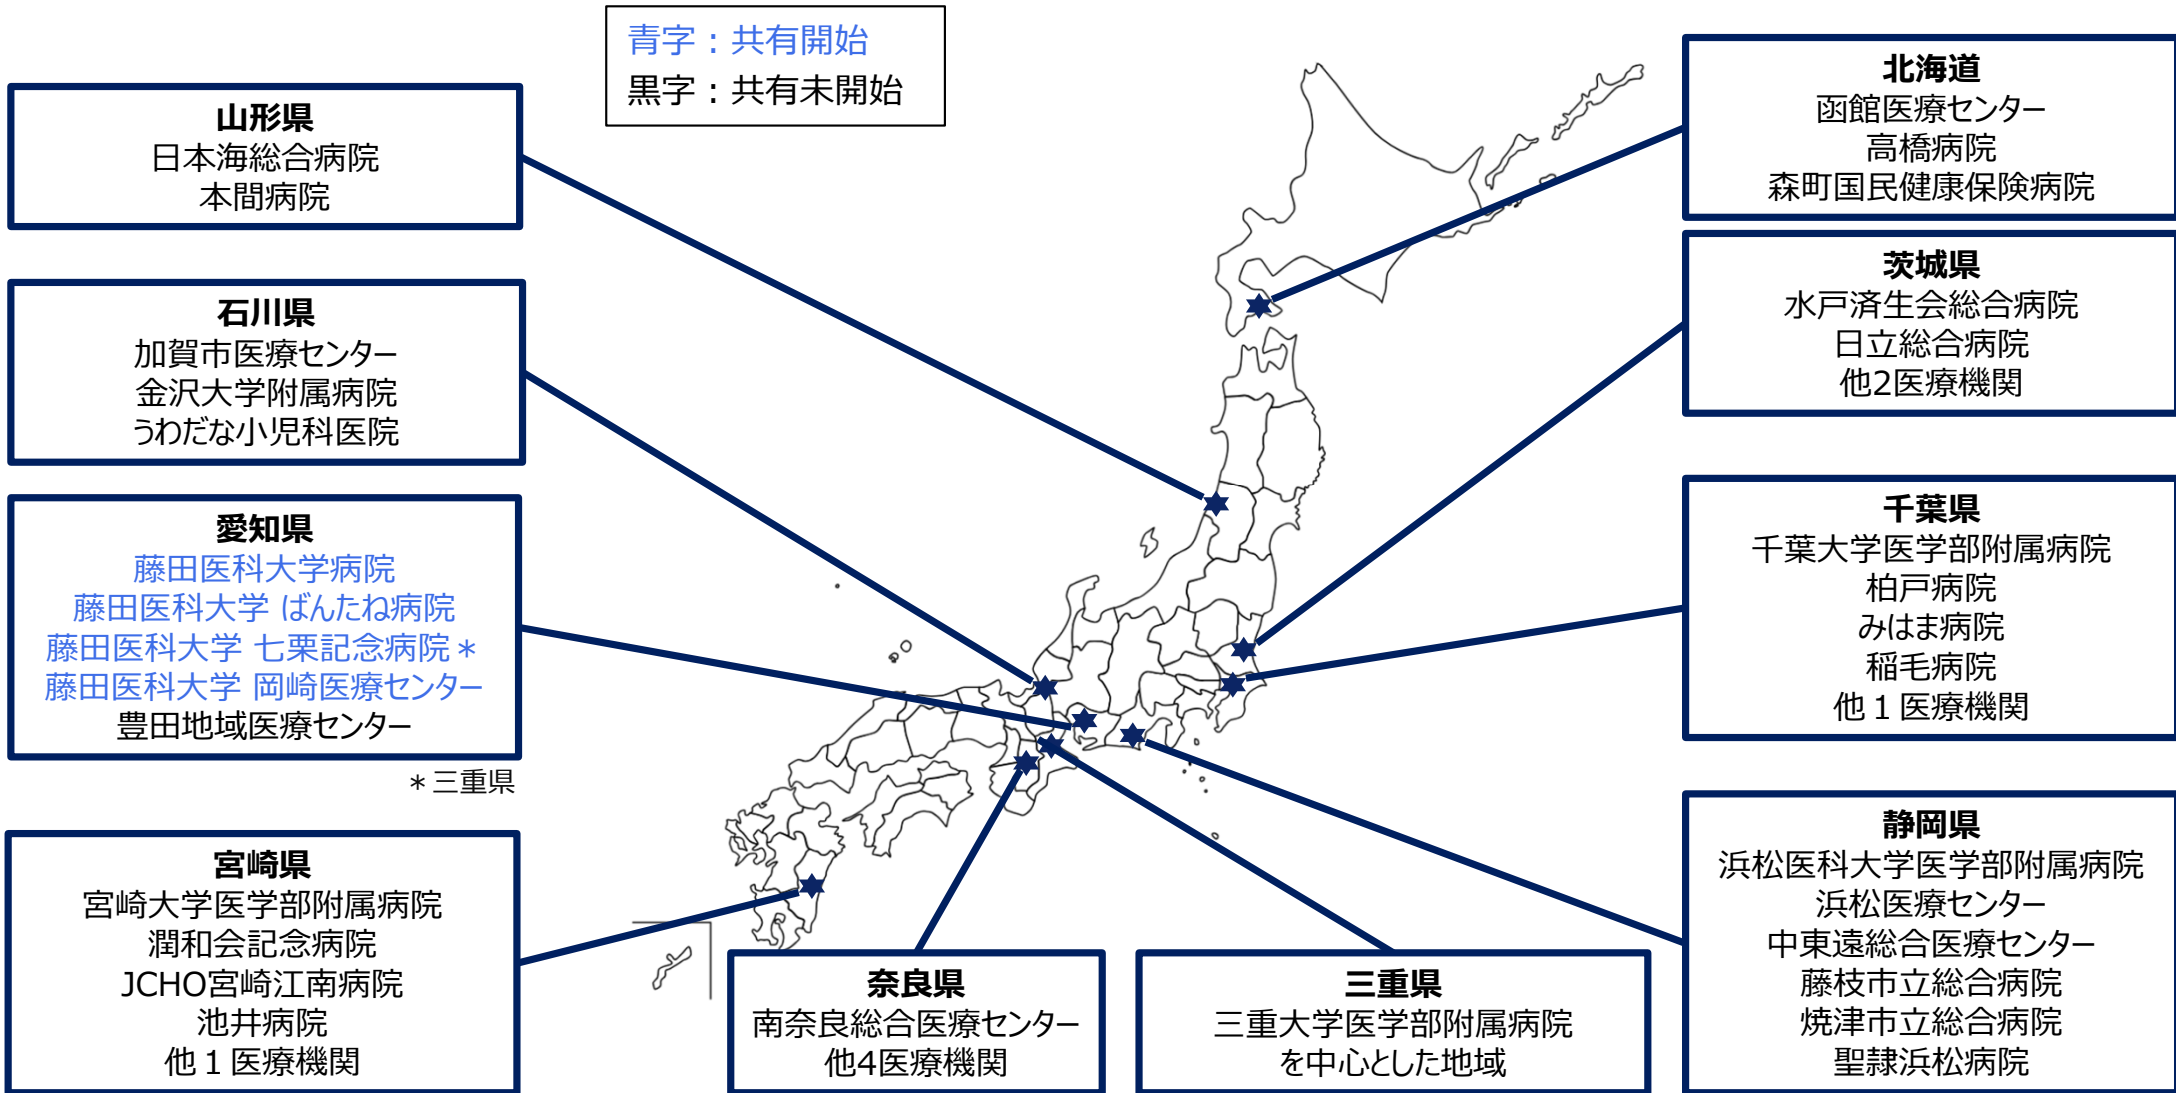 青字：共有開始
黒字：共有未開始
山形県
日本海総合病院
本間病院
石川県
加賀市医療センター
金沢大学附属病院
うわだな小児科医院
愛知県
藤田医科大学病院
藤田医科大学 ばんたね病院
藤田医科大学 七栗記念病院＊
藤田医科大学 岡崎医療センター
豊田地域医療センター
＊三重県
宮崎県
宮崎大学医学部附属病院
潤和会記念病院
JCHO宮崎江南病院
池井病院
他１医療機関
奈良県
南奈良総合医療センター
他4医療機関
三重県
三重大学医学部附属病院
を中心とした地域
北海道
函館医療センター
高橋病院
森町国民健康保険病院
茨城県
水戸済生会総合病院
日立総合病院
他2医療機関
千葉県
千葉大学医学部附属病院
柏戸病院
みはま病院
稲毛病院
他１医療機関
静岡県
浜松医科大学医学部附属病院
浜松医療センター
中東遠総合医療センター
藤枝市立総合病院
焼津市立総合病院
聖隷浜松病院